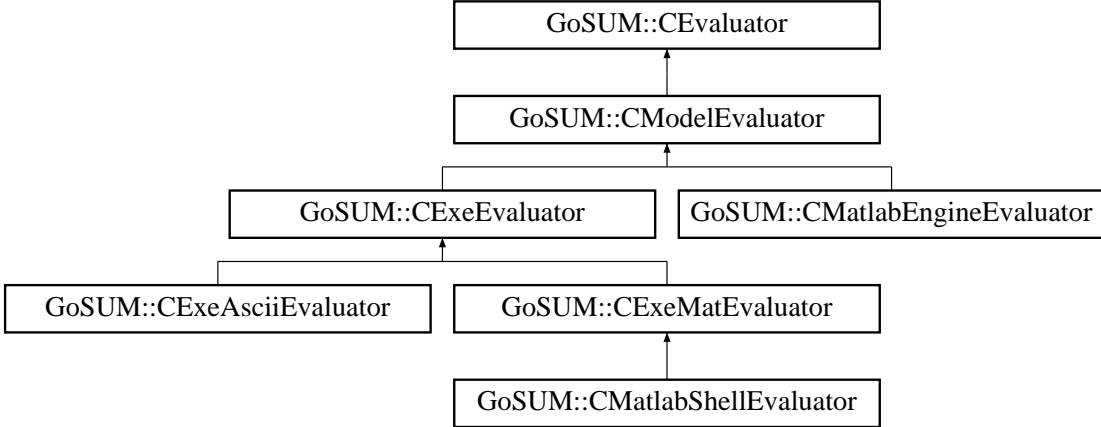 GoSUM::CEvaluator
GoSUM::CModelEvaluator
GoSUM::CExeEvaluator
GoSUM::CMatlabEngineEvaluator
GoSUM::CExeAsciiEvaluator
GoSUM::CExeMatEvaluator
GoSUM::CMatlabShellEvaluator